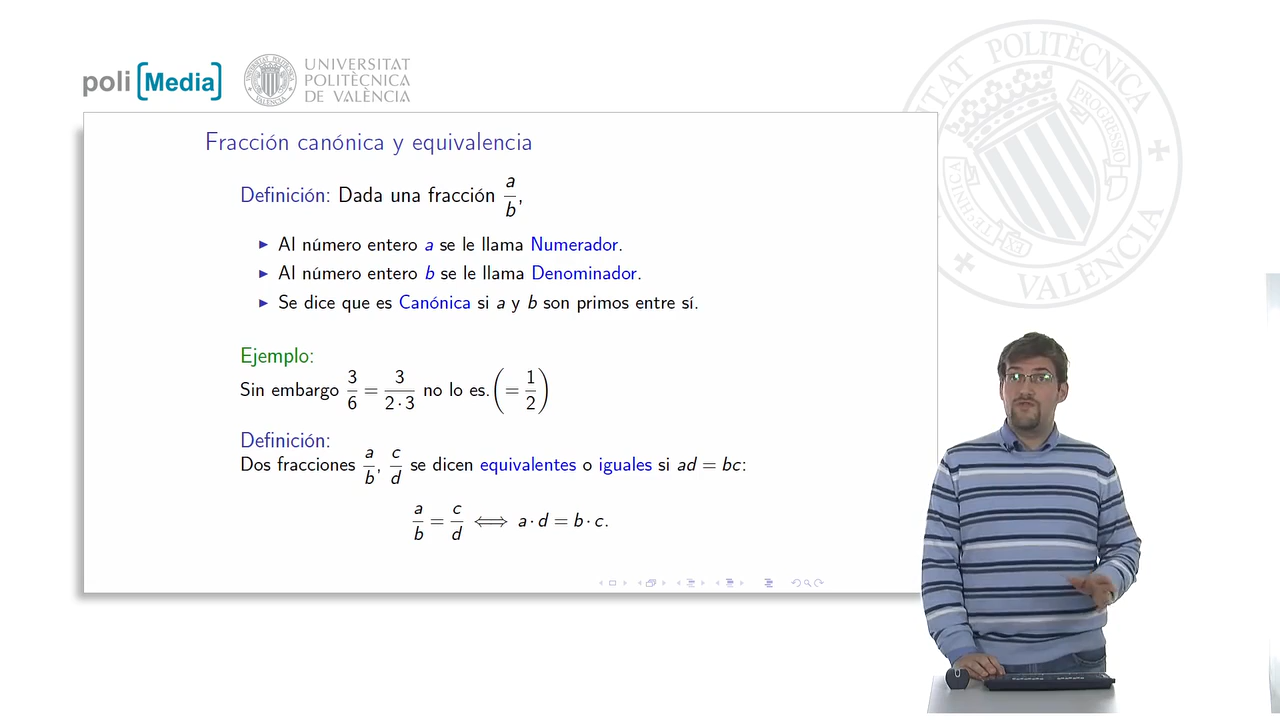 poli [Media]
UNIVERSITAT
POLITÈCNICA
DE VALÈNCIA
Fracción canónica y equivalencia
Definición: Dada una fracción a/b,
Al número entero a se le llama Numerador.
Al número entero b se le llama Denominador.
Se dice que es Canónica si a y b son primos entre sí.
Ejemplo:
Sin embargo 3/6 = 3/(2·3) no lo es. (= 1/2)
Definición:
Dos fracciones a/b, c/d se dicen equivalentes o iguales si ad = bc:
a/b = c/d ⟺ a·d = b·c.
POLITÈCNICA
VALÈNCIA
PROGRESSIO